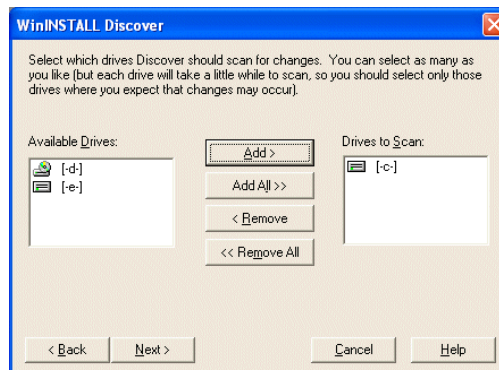 WinINSTALL Discover
Select which drives Discover should scan for changes. You can select as many as
you like (but each drive will take a little while to scan, so you should select only those
drives where you expect that changes may occur).
Available Drives:
Drives to Scan:
[-d-]
[-e-]
Add >
Add All >>
< Remove
<< Remove All
[-c-]
< Back
Next >
Cancel
Help